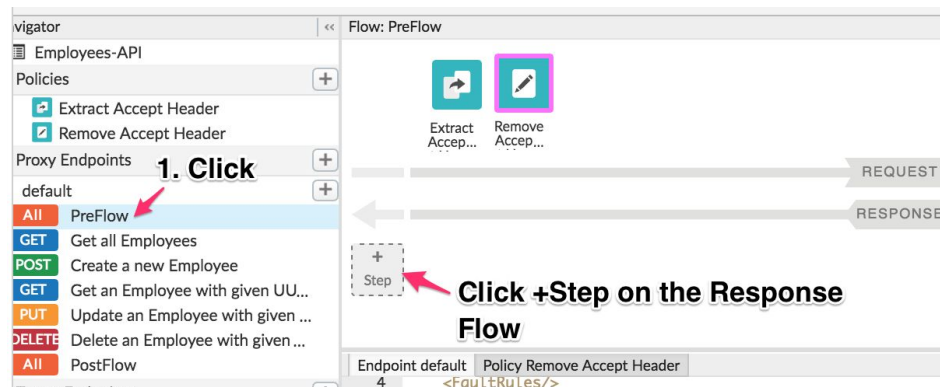 vigator
<<
Flow: PreFlow
Employees-API
Policies
+
Extract Accept Header
Remove Accept Header
Proxy Endpoints
+
1. Click
default
+
All PreFlow
GET Get all Employees
POST Create a new Employee
GET Get an Employee with given UU...
PUT Update an Employee with given ...
DELETE Delete an Employee with given ...
All PostFlow
Extract
Accep...
Remove
Accep...
REQUEST
RESPONSE
+
Step
Click +Step on the Response
Flow
Endpoint default
Policy Remove Accept Header
4 <FaultRules/>